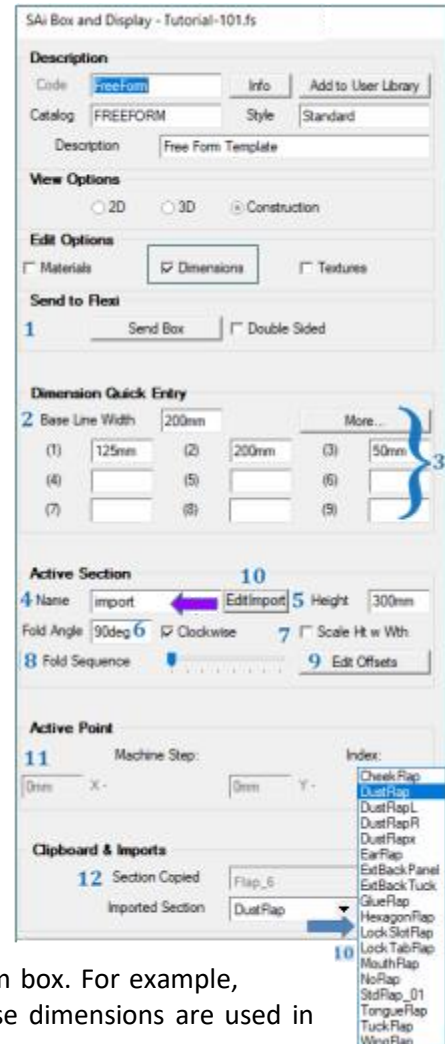 SAi Box and Display - Tutorial-101.fs
Description
Code FreeForm Info Add to User Library
Catalog FREEFORM Style Standard
Description Free Form Template
View Options
2D 3D Construction
Edit Options
Materials Dimensions Textures
Send to Flexi
1 Send Box Double Sided
Dimension Quick Entry
2 Base Line Width 200mm More...
(1) 125mm (2) 200mm (3) 50mm 3
(4) (5) (6)
(7) (8) (9)
Active Section 10
4 Name import EditImport 5 Height 300mm
Fold Angle 90deg 6 Clockwise 7 Scale Ht w Wth
8 Fold Sequence 9 Edit Offsets
Active Point
11 Machine Step: Index:
0mm X - 0mm Y -
Clipboard & Imports
12 Section Copied Flap_6
Imported Section DustFlap
10
CheekFlap
DustFlap
DustFlapL
DustFlapR
DustFlapx
EarFlap
ExtBackPanel
ExtBackTuck
GlueFlap
HexagonFlap
LockSlotFlap
LockTabFlap
MouthFlap
NoFlap
StdFlap_01
TongueFlap
TuckFlap
WingFlap
m box. For example,
se dimensions are used in